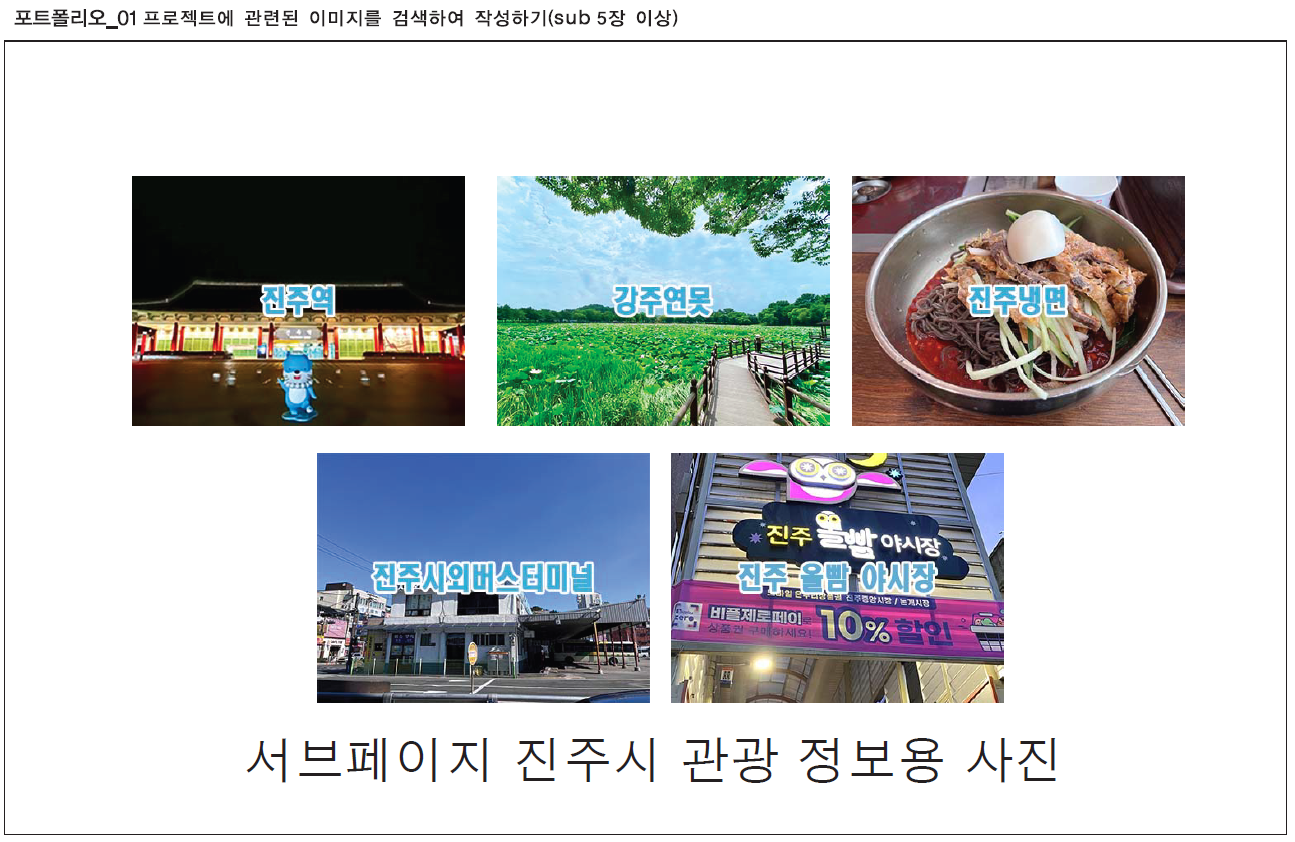 포트폴리오_01 프로젝트에 관련된 이미지를 검색하여 작성하기(sub 5장 이상)
진주역
강주연못
진주냉면
진주시외버스터미널
진주 올빰 야시장
진주 올빰 야시장
비플제로페이
상품권 구매하세요!
10% 할인
서브페이지 진주시 관광 정보용 사진